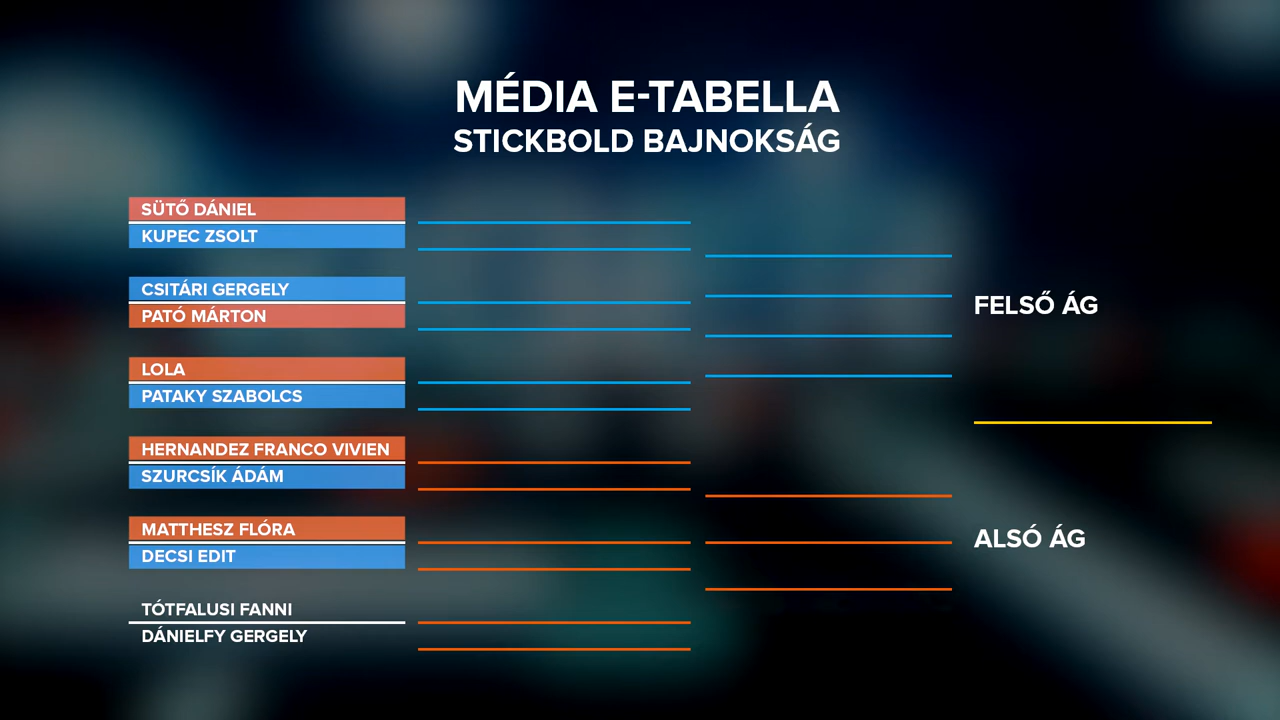 MÉDIA E-TABELLA
STICKBOLD BAJNOKSÁG
SÜTŐ DÁNIEL
KUPEC ZSOLT
CSITÁRI GERGELY
PATÓ MÁRTON
LOLA
PATAKY SZABOLCS
HERNANDEZ FRANCO VIVIEN
SZURCSÍK ÁDÁM
MATTHESZ FLÓRA
DECSI EDIT
TÓTFALUSI FANNI
DÁNIELFY GERGELY
FELSŐ ÁG
ALSÓ ÁG